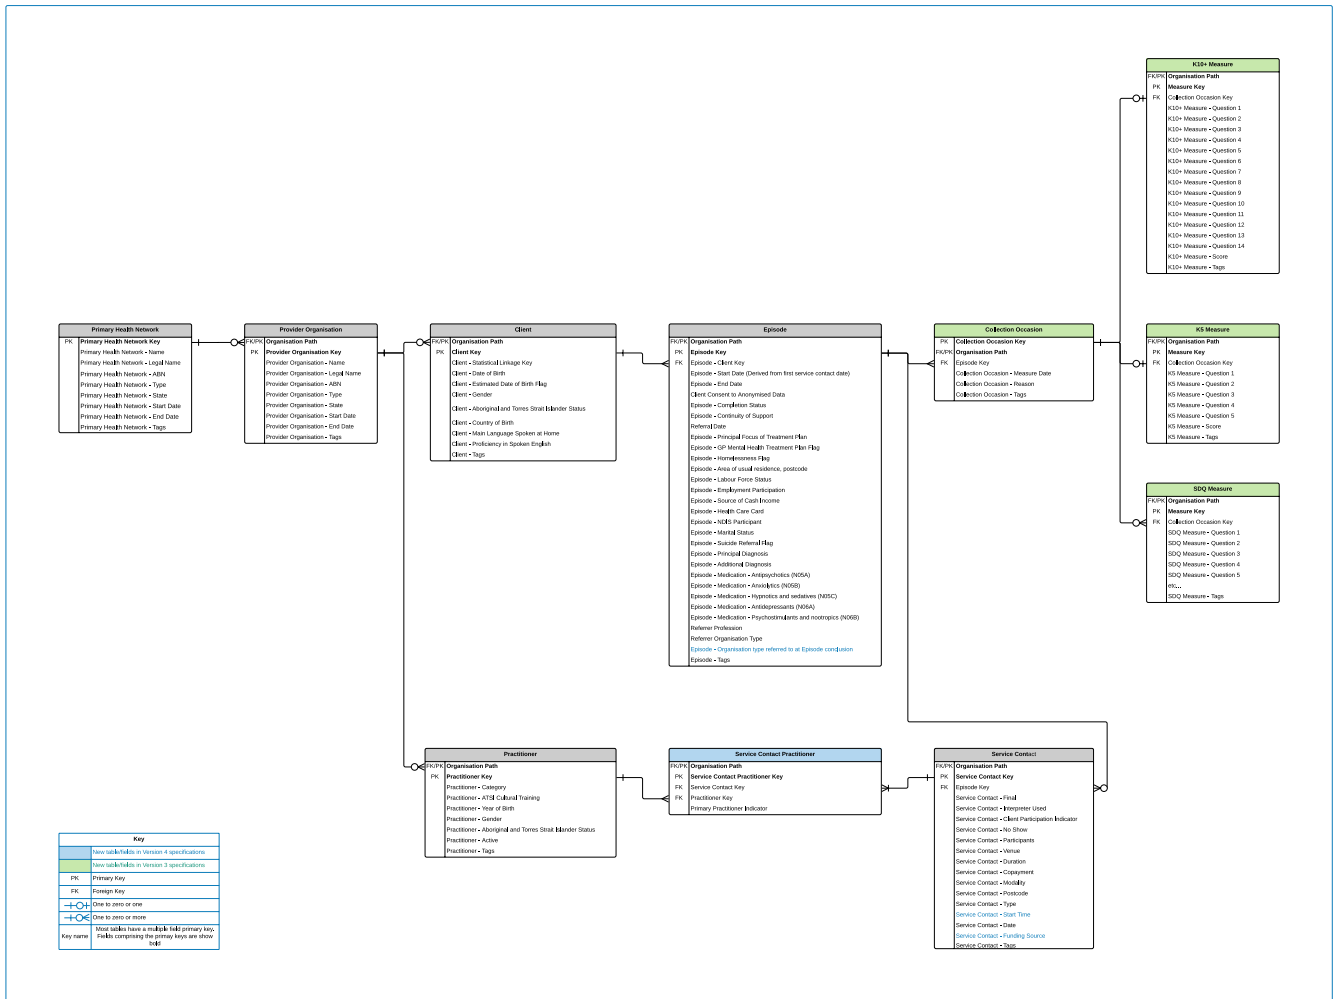 K10+ Measure
FK/PK Organisation Path
PK Measure Key
FK Collection Occasion Key
K10+ Measure - Question 1
K10+ Measure - Question 2
K10+ Measure - Question 3
K10+ Measure - Question 4
K10+ Measure - Question 5
K10+ Measure - Question 6
K10+ Measure - Question 7
K10+ Measure - Question 8
K10+ Measure - Question 9
K10+ Measure - Question 10
K10+ Measure - Question 11
K10+ Measure - Question 12
K10+ Measure - Question 13
K10+ Measure - Question 14
K10+ Measure - Score
K10+ Measure - Tags
Primary Health Network
PK Primary Health Network Key
Primary Health Network - Name
Primary Health Network - Legal Name
Primary Health Network - ABN
Primary Health Network - Type
Primary Health Network - State
Primary Health Network - Start Date
Primary Health Network - End Date
Primary Health Network - Tags
Provider Organisation
FK/PK Organisation Path
PK Provider Organisation Key
Provider Organisation - Name
Provider Organisation - Legal Name
Provider Organisation - ABN
Provider Organisation - Type
Provider Organisation - State
Provider Organisation - Start Date
Provider Organisation - End Date
Provider Organisation - Tags
Client
FK/PK Organisation Path
PK Client Key
Client - Statistical Linkage Key
Client - Date of Birth
Client - Estimated Date of Birth Flag
Client - Gender
Client - Aboriginal and Torres Strait Islander Status
Client - Country of Birth
Client - Main Language Spoken at Home
Client - Proficiency in Spoken English
Client - Tags
Episode
FK/PK Organisation Path
PK Episode Key
FK Episode - Client Key
Episode - Start Date (Derived from first service contact date)
Episode - End Date
Client Consent to Anonymised Data
Episode - Completion Status
Episode - Continuity of Support
Referral Date
Episode - Principal Focus of Treatment Plan
Episode - GP Mental Health Treatment Plan Flag
Episode - Homelessness Flag
Episode - Area of usual residence, postcode
Episode - Labour Force Status
Episode - Employment Participation
Episode - Source of Cash Income
Episode - Health Care Card
Episode - NDIS Participant
Episode - Marital Status
Episode - Suicide Referral Flag
Episode - Principal Diagnosis
Episode - Additional Diagnosis
Episode - Medication - Antipsychotics (N05A)
Episode - Medication - Anxiolytics (N05B)
Episode - Medication - Hypnotics and sedatives (N05C)
Episode - Medication - Antidepressants (N06A)
Episode - Medication - Psychostimulants and nootropics (N06B)
Referrer Profession
Referrer Organisation Type
Episode - Organisation type referred to at Episode conclusion
Episode - Tags
Collection Occasion
PK Collection Occasion Key
FK/PK Organisation Path
FK Episode Key
Collection Occasion - Measure Date
Collection Occasion - Reason
Collection Occasion - Tags
K5 Measure
FK/PK Organisation Path
PK Measure Key
FK Collection Occasion Key
K5 Measure - Question 1
K5 Measure - Question 2
K5 Measure - Question 3
K5 Measure - Question 4
K5 Measure - Question 5
K5 Measure - Score
K5 Measure - Tags
SDQ Measure
FK/PK Organisation Path
PK Measure Key
FK Collection Occasion Key
SDQ Measure - Question 1
SDQ Measure - Question 2
SDQ Measure - Question 3
SDQ Measure - Question 4
SDQ Measure - Question 5
etc...
SDQ Measure - Tags
Practitioner
FK/PK Organisation Path
PK Practitioner Key
Practitioner - Category
Practitioner - ATSI Cultural Training
Practitioner - Year of Birth
Practitioner - Gender
Practitioner - Aboriginal and Torres Strait Islander Status
Practitioner - Active
Practitioner - Tags
Service Contact Practitioner
FK/PK Organisation Path
PK Service Contact Practitioner Key
FK Service Contact Key
FK Practitioner Key
Primary Practitioner Indicator
Service Contact
FK/PK Organisation Path
PK Service Contact Key
FK Episode Key
Service Contact - Final
Service Contact - Interpreter Used
Service Contact - Client Participation Indicator
Service Contact - No Show
Service Contact - Participants
Service Contact - Venue
Service Contact - Duration
Service Contact - Copayment
Service Contact - Modality
Service Contact - Postcode
Service Contact - Type
Service Contact - Start Time
Service Contact - Date
Service Contact - Funding Source
Service Contact - Tags
Key
New table/fields in Version 4 specifications
New table/fields in Version 3 specifications
PK Primary Key
FK Foreign Key
One to zero or one
One to zero or more
Key name Most tables have a multiple field primary key.
Fields comprising the primay keys are show
bold